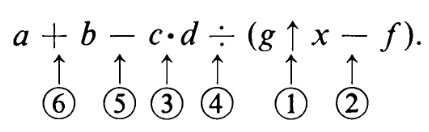 a + b − c·d ÷ (g ↑ x − f).
↑ ↑ ↑ ↑ ↑ ↑
⑥ ⑤ ③ ④ ① ②